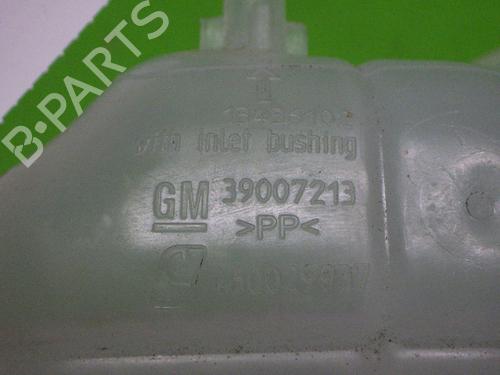 B-PARTS
with inlet bushing
GM 39007213
>PP<